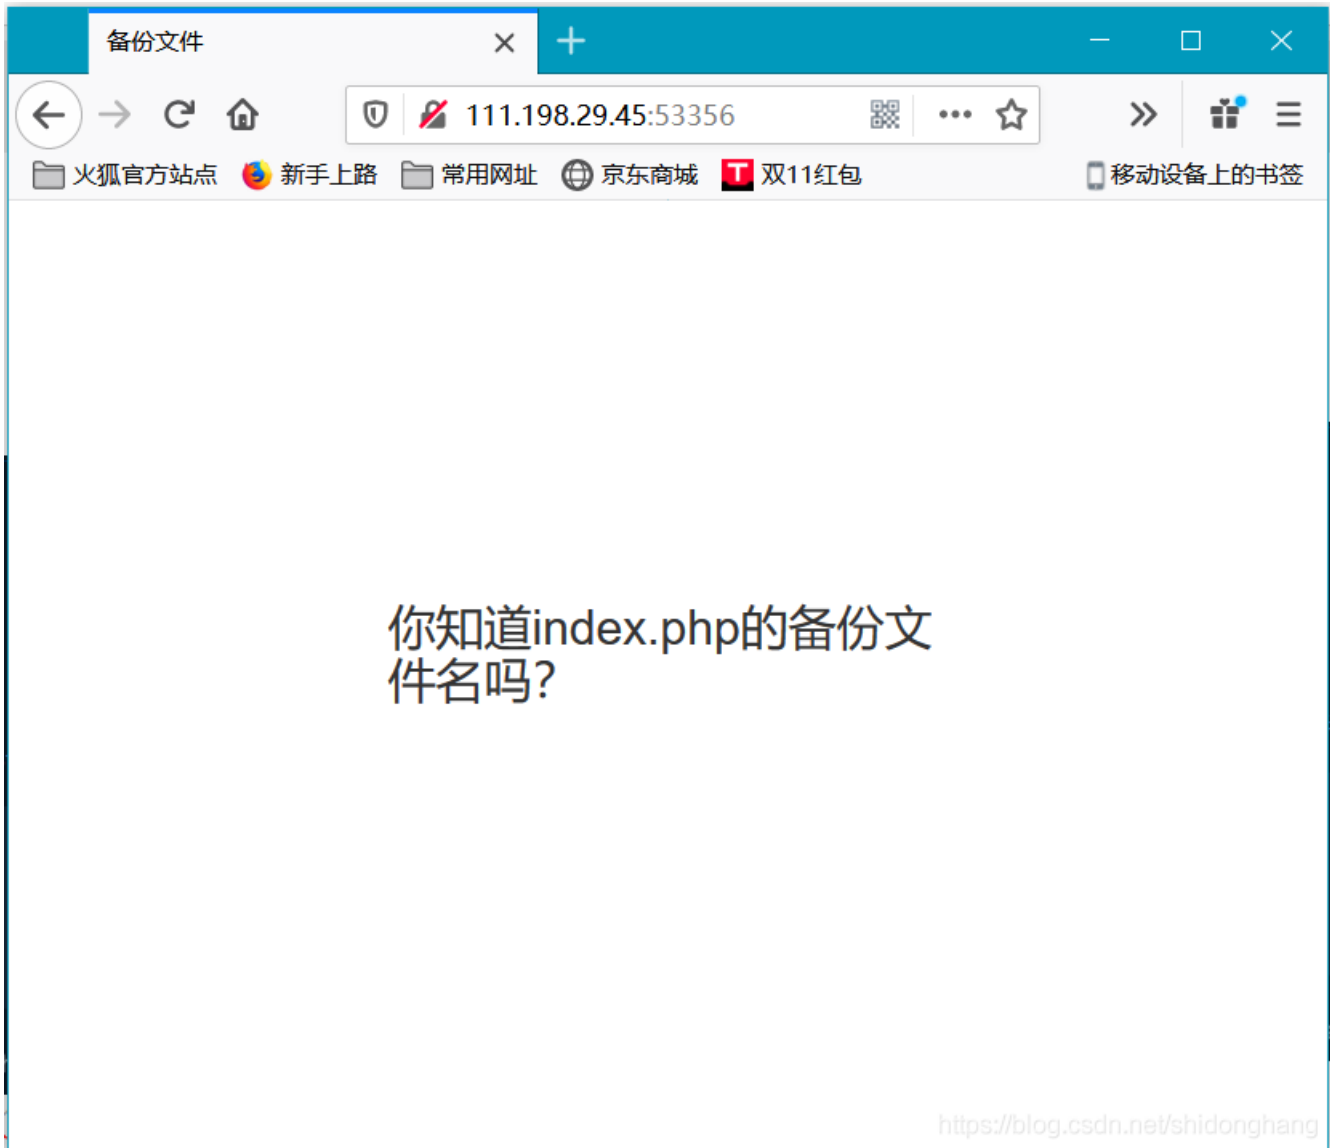 备份文件
111.198.29.45:53356
火狐官方站点 新手上路 常用网址 京东商城 T 双11红包 移动设备上的书签
你知道index.php的备份文
件名吗?
https://blog.csdn.net/shidonghang